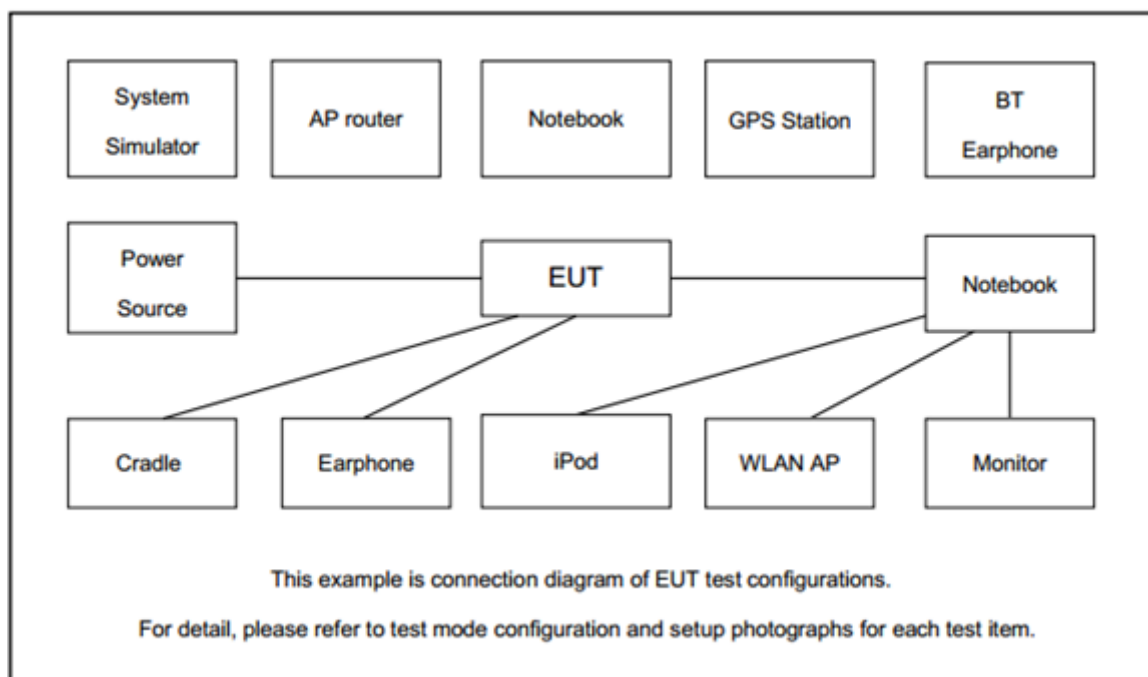 System
Simulator
AP router
Notebook
GPS Station
BT
Earphone
Power
Source
EUT
Notebook
Cradle
Earphone
iPod
WLAN AP
Monitor
This example is connection diagram of EUT test configurations.
For detail, please refer to test mode configuration and setup photographs for each test item.